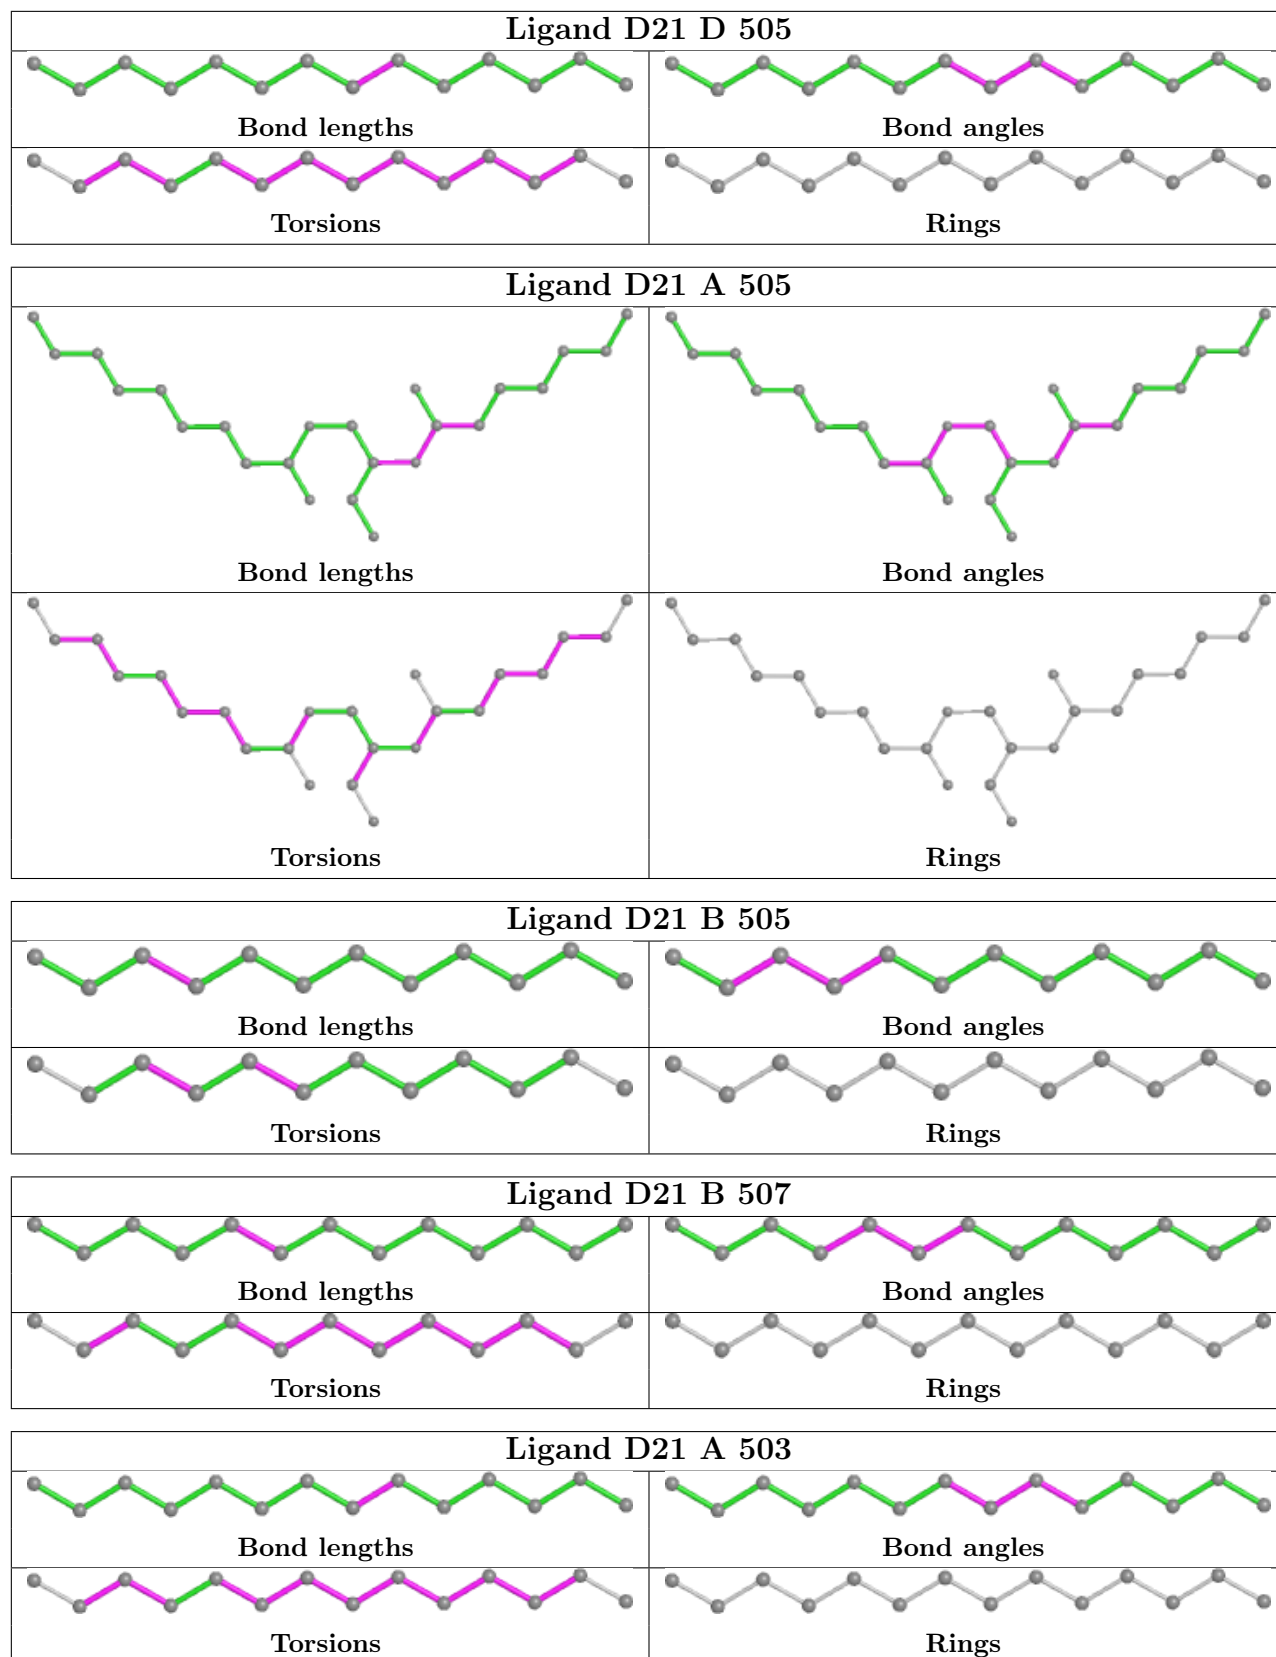 Ligand D21 D 505
Bond lengths
Bond angles
Torsions
Rings
Ligand D21 A 505
Bond lengths
Bond angles
Torsions
Rings
Ligand D21 B 505
Bond lengths
Bond angles
Torsions
Rings
Ligand D21 B 507
Bond lengths
Bond angles
Torsions
Rings
Ligand D21 A 503
Bond lengths
Bond angles
Torsions
Rings